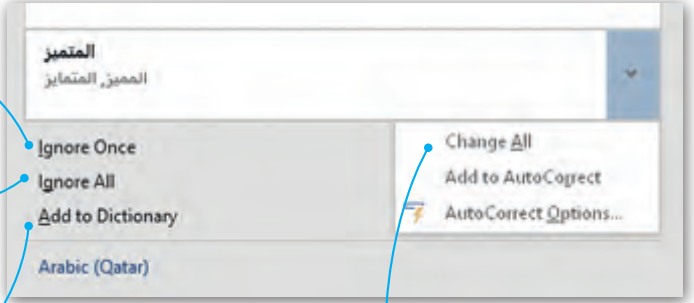 المتميز
المميز, المتمايز
Ignore Once
Ignore All
Add to Dictionary
Change All
Add to AutoCorrect
AutoCorrect Options...
Arabic (Qatar)